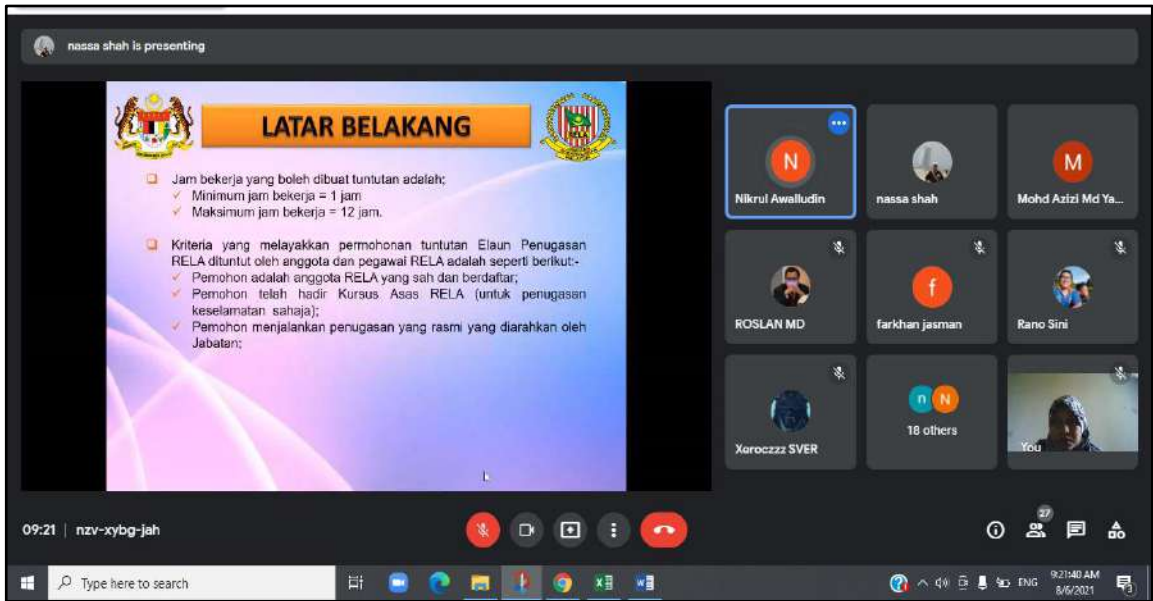 nassa shah is presenting
LATAR BELAKANG
RELA
Jam bekerja yang boleh dibuat tuntutan adalah;
Minimum jam bekerja = 1 jam
Maksimum jam bekerja = 12 jam.
Kriteria yang melayakkan permohonan tuntutan Elaun Penugasan
RELA dituntut oleh anggota dan pegawai RELA adalah seperti berikut:-
Pemohon adalah anggota RELA yang sah dan berdaftar;
Pemohon telah hadir Kursus Asas RELA (untuk penugasan
keselamatan sahaja);
Pemohon menjalankan penugasan yang rasmi yang diarahkan oleh
Jabatan;
N
Nikrul Awalludin
nassa shah
M
Mohd Azizi Md Ya...
ROSLAN MD
f
farkhan jasman
Rano Sini
Xeroczzz SVER
n N
18 others
You
09:21 | nzv-xybg-jah
27
Type here to search
ENG
9:21:40 AM
8/6/2021
3